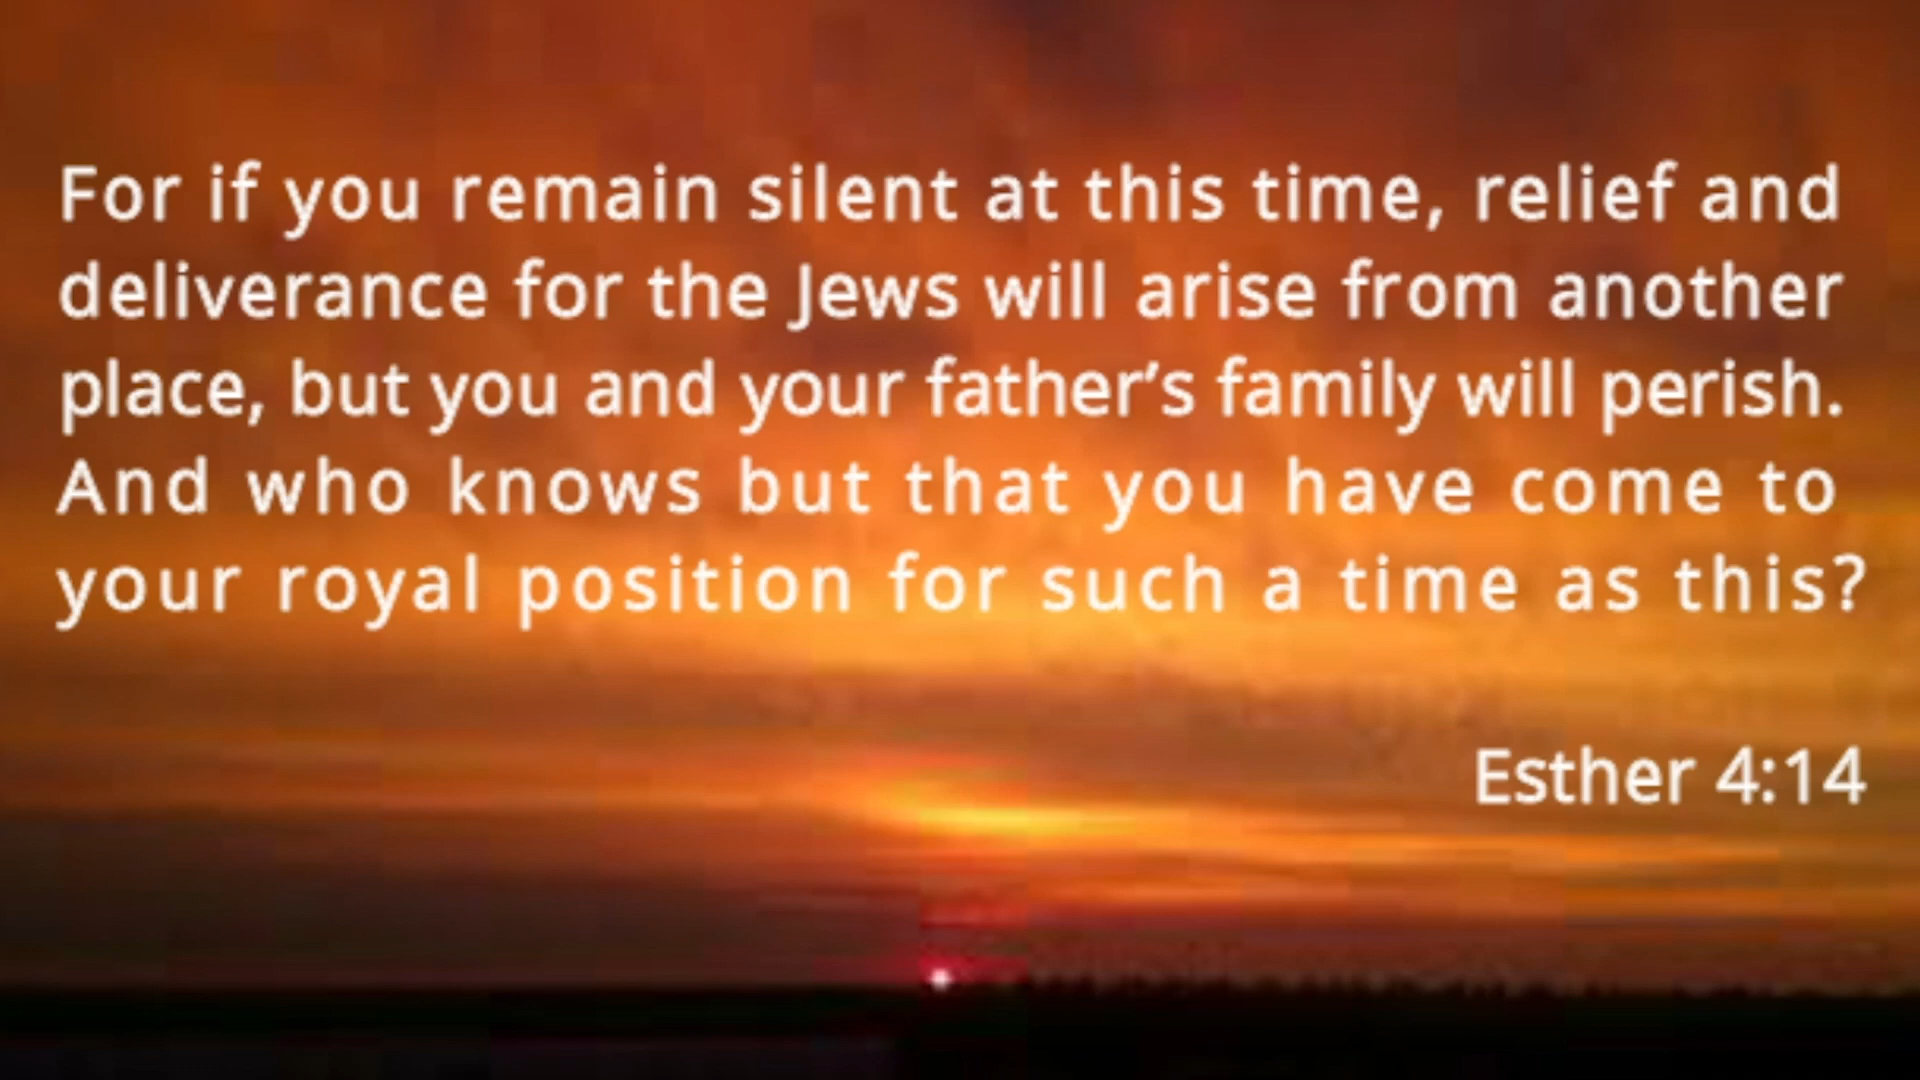 For if you remain silent at this time, relief and
deliverance for the Jews will arise from another
place, but you and your father’s family will perish.
And who knows but that you have come to
your royal position for such a time as this?
Esther 4:14